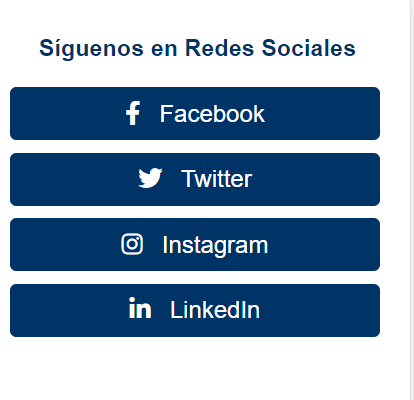 Síguenos en Redes Sociales
Facebook
Twitter
Instagram
LinkedIn